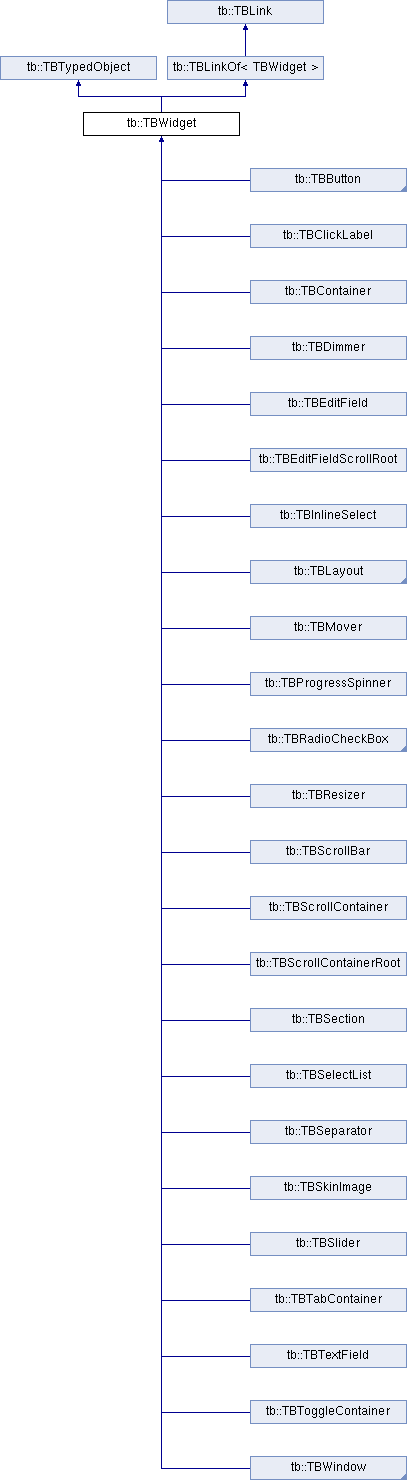 tb::TBLink
tb::TBTypedObject
tb::TBLinkOf< TBWidget >
tb::TBWidget
tb::TBButton
tb::TBClickLabel
tb::TBContainer
tb::TBDimmer
tb::TBEditField
tb::TBEditFieldScrollRoot
tb::TBInlineSelect
tb::TBLayout
tb::TBMover
tb::TBProgressSpinner
tb::TBRadioCheckBox
tb::TBResizer
tb::TBScrollBar
tb::TBScrollContainer
tb::TBScrollContainerRoot
tb::TBSection
tb::TBSelectList
tb::TBSeparator
tb::TBSkinImage
tb::TBSlider
tb::TBTabContainer
tb::TBTextField
tb::TBToggleContainer
tb::TBWindow